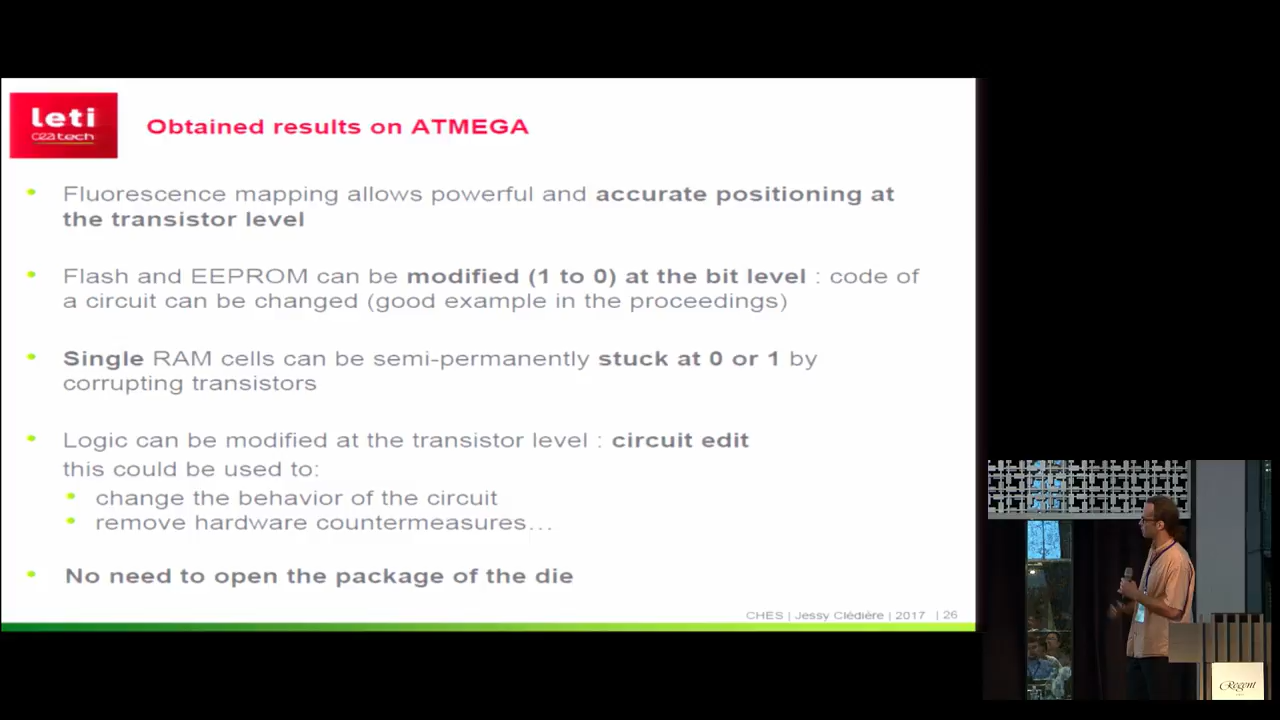 leti
ceatech
Obtained results on ATMEGA
• Fluorescence mapping allows powerful and accurate positioning at
the transistor level
• Flash and EEPROM can be modified (1 to 0) at the bit level : code of
a circuit can be changed (good example in the proceedings)
• Single RAM cells can be semi-permanently stuck at 0 or 1 by
corrupting transistors
• Logic can be modified at the transistor level : circuit edit
this could be used to:
• change the behavior of the circuit
• remove hardware countermeasures…
• No need to open the package of the die
CHES | Jessy Clédière | 2017 | 26
Regent